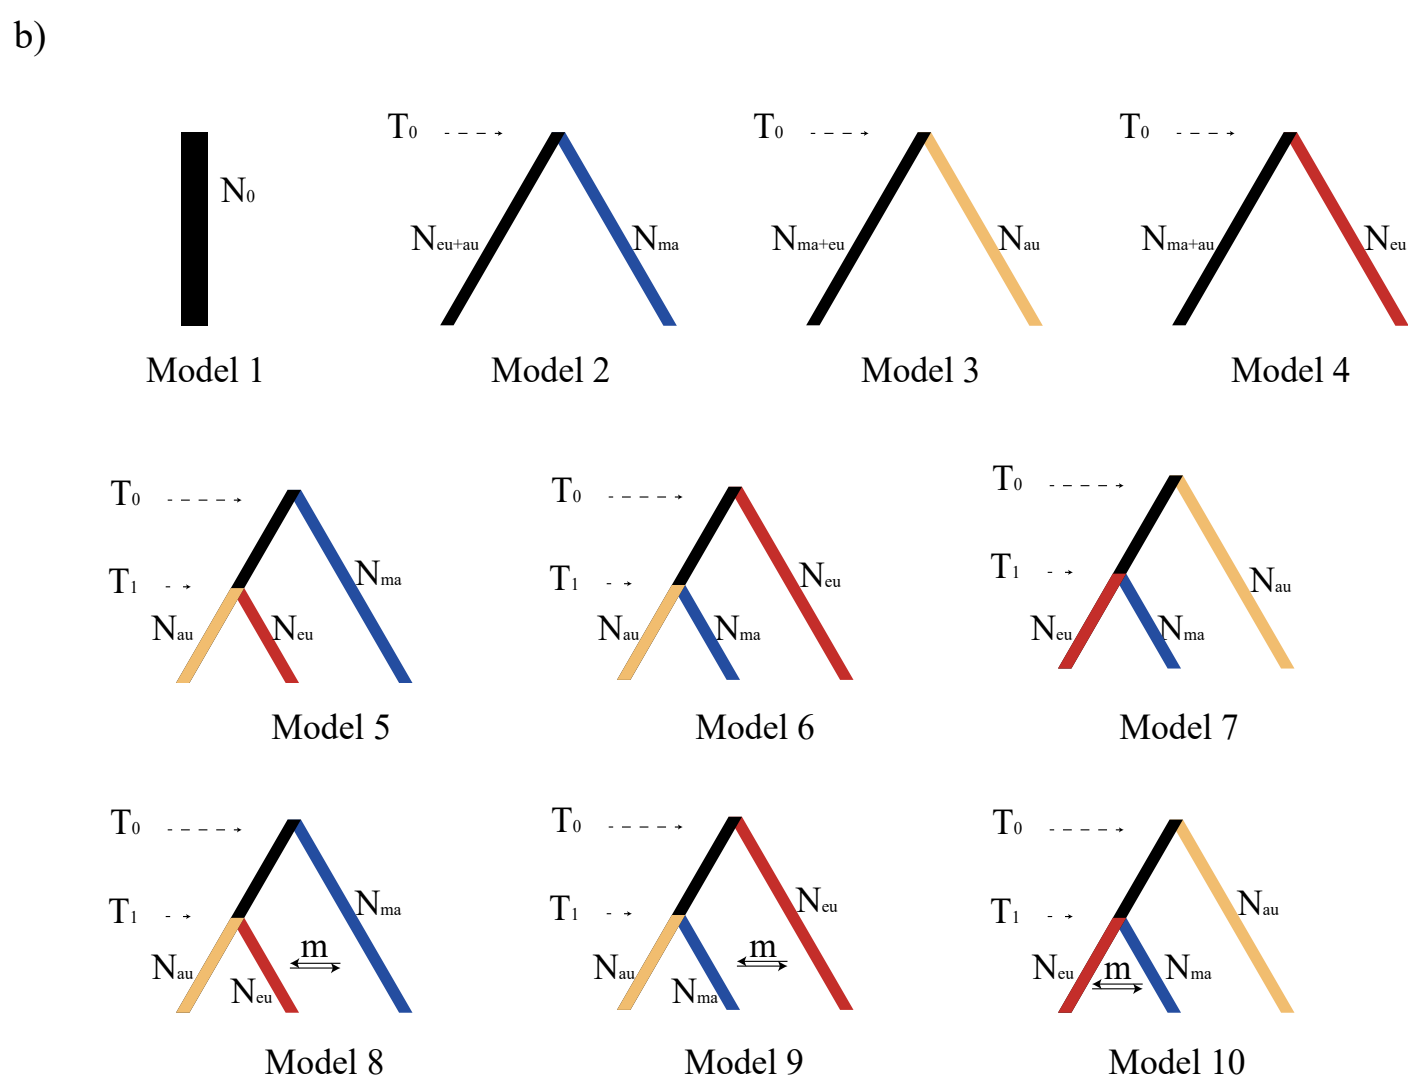 b)
N0
T0
Neu+au
Nma
T0
Nma+eu
Nau
T0
Nma+au
Neu
Model 1
Model 2
Model 3
Model 4
T0
T1
Nma
Nau
Neu
T0
T1
Neu
Nau
Nma
T0
T1
Nau
Neu
Nma
Model 5
Model 6
Model 7
T0
T1
Nma
Nau
Neu
m
T0
T1
Neu
Nau
Nma
m
T0
T1
Nau
Neu
m
Nma
Model 8
Model 9
Model 10